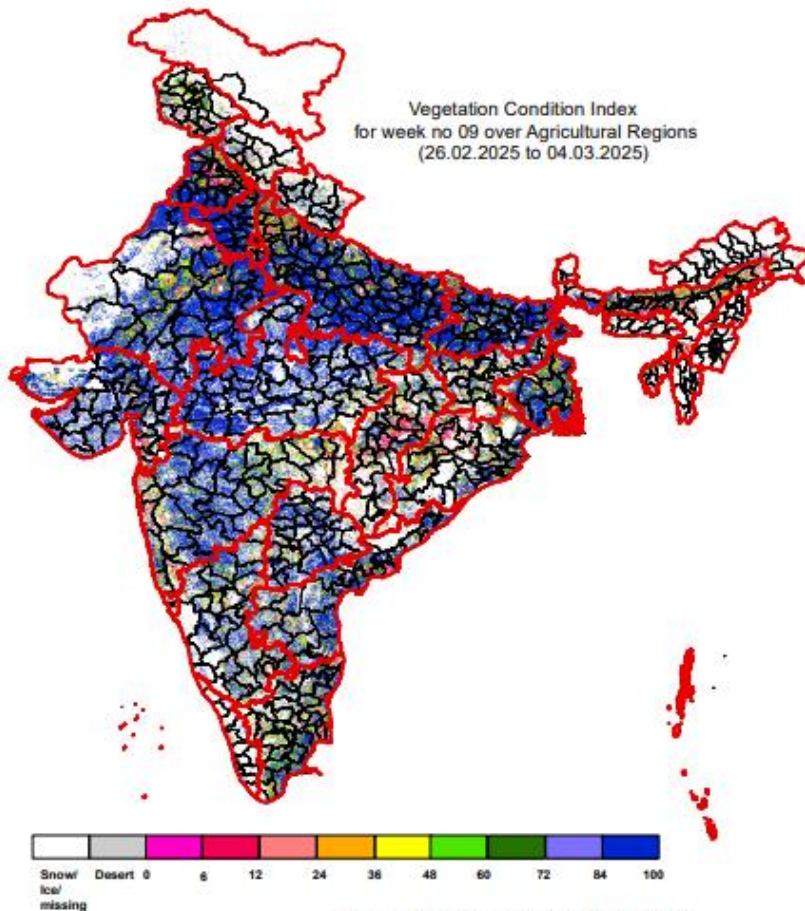 Vegetation Condition Index
for week no 09 over Agricultural Regions
(26.02.2025 to 04.03.2025)
Snow/ Desert 0 6 12 24 36 48 60 72 84 100
Ice/
missing